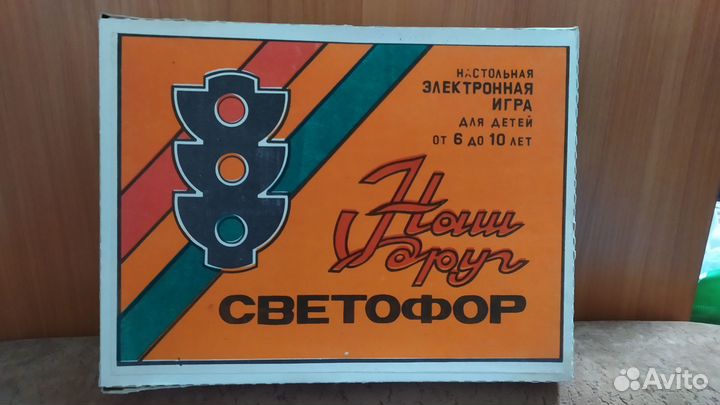 НАСТОЛЬНАЯ
ЭЛЕКТРОННАЯ
ИГРА
ДЛЯ ДЕТЕЙ
ОТ 6 ДО 10 ЛЕТ
Наш
друг
СВЕТОФОР
Avito